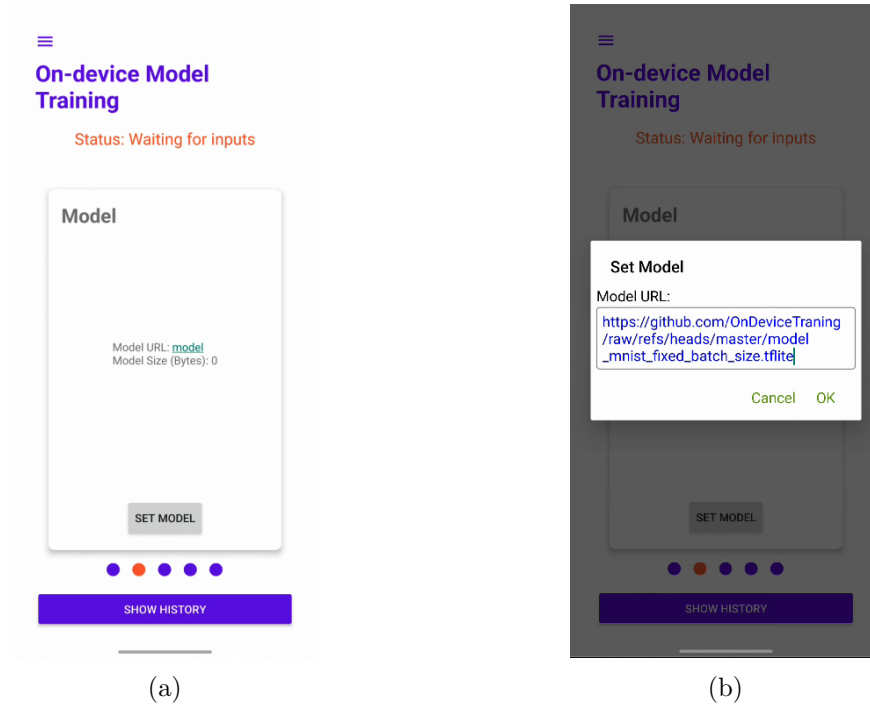 On-device Model
Training
Status: Waiting for inputs
Model
Model URL: model
Model Size (Bytes): 0
SET MODEL
SHOW HISTORY
(a)
On-device Model
Training
Status: Waiting for inputs
Model
Set Model
Model URL:
https://github.com/OnDeviceTraning
/raw/refs/heads/master/model
_mnist_fixed_batch_size.tflite
Cancel OK
SET MODEL
SHOW HISTORY
(b)